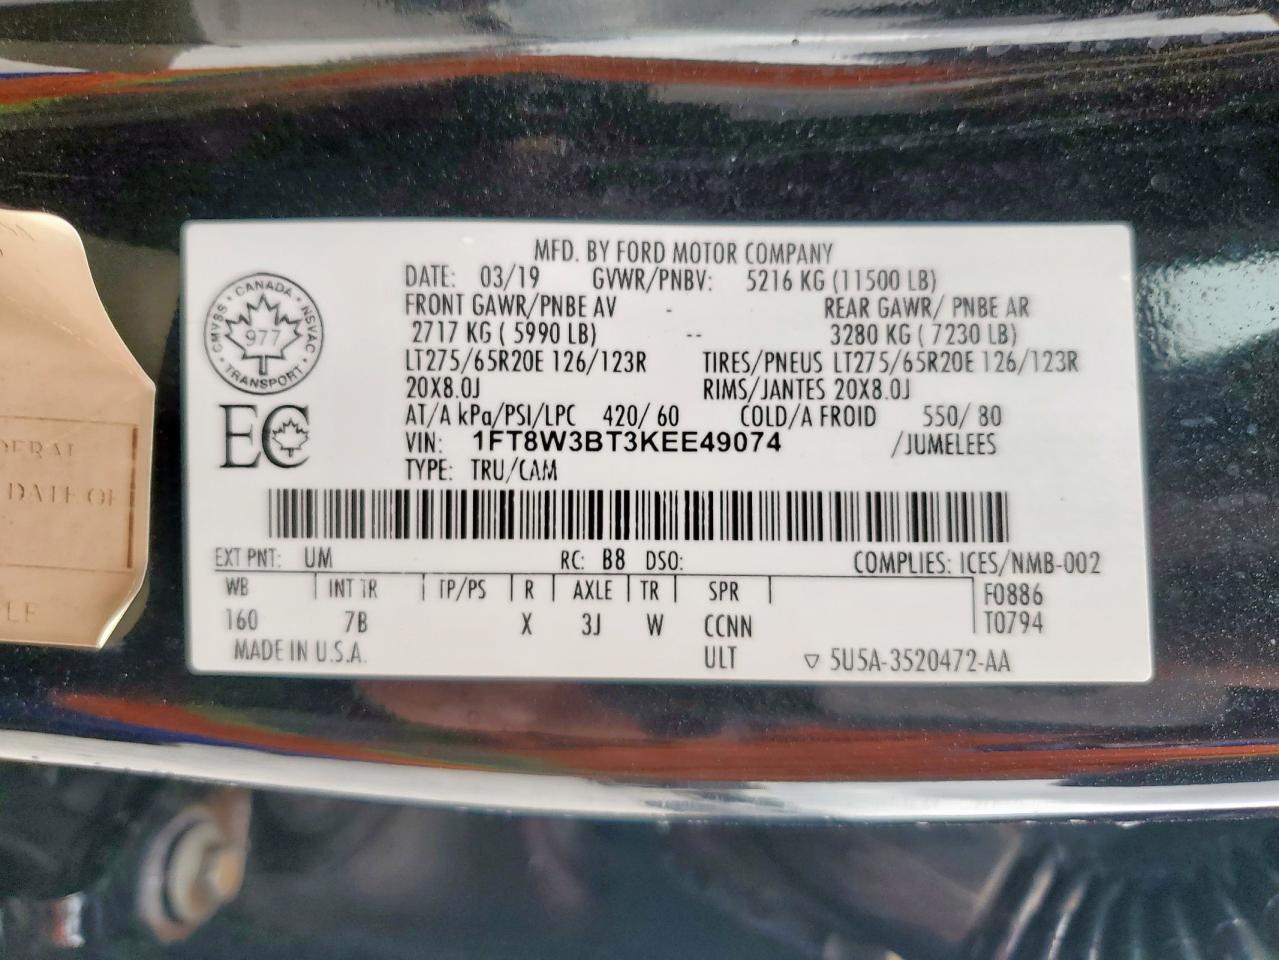 MFD. BY FORD MOTOR COMPANY
DATE: 03/19 GVWR/PNBV: 5216 KG (11500 LB)
FRONT GAWR/PNBE AV - REAR GAWR/ PNBE AR
2717 KG ( 5990 LB) -- 3280 KG ( 7230 LB)
LT275/65R20E 126/123R TIRES/PNEUS LT275/65R20E 126/123R
20X8.0J RIMS/JANTES 20X8.0J
AT/A kPa/PSI/LPC 420/ 60 COLD/A FROID 550/ 80
VIN: 1FT8W3BT3KEE49074 /JUMELEES
TYPE: TRU/CAM
CANADA
CMVSS NSVAC
977
TRANSPORT
EC
EXT PNT: UM RC: B8 DSO: COMPLIES: ICES/NMB-002
WB INT TR TP/PS R AXLE TR SPR F0886
160 7B X 3J W CCNN T0794
MADE IN U.S.A. ULT ▽ 5U5A-3520472-AA
DATE OF